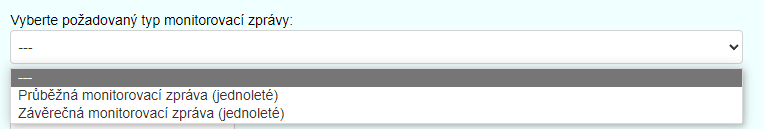 Vyberte požadovaný typ monitorovací zprávy:
---
---
Průběžná monitorovací zpráva (jednoleté)
Závěrečná monitorovací zpráva (jednoleté)